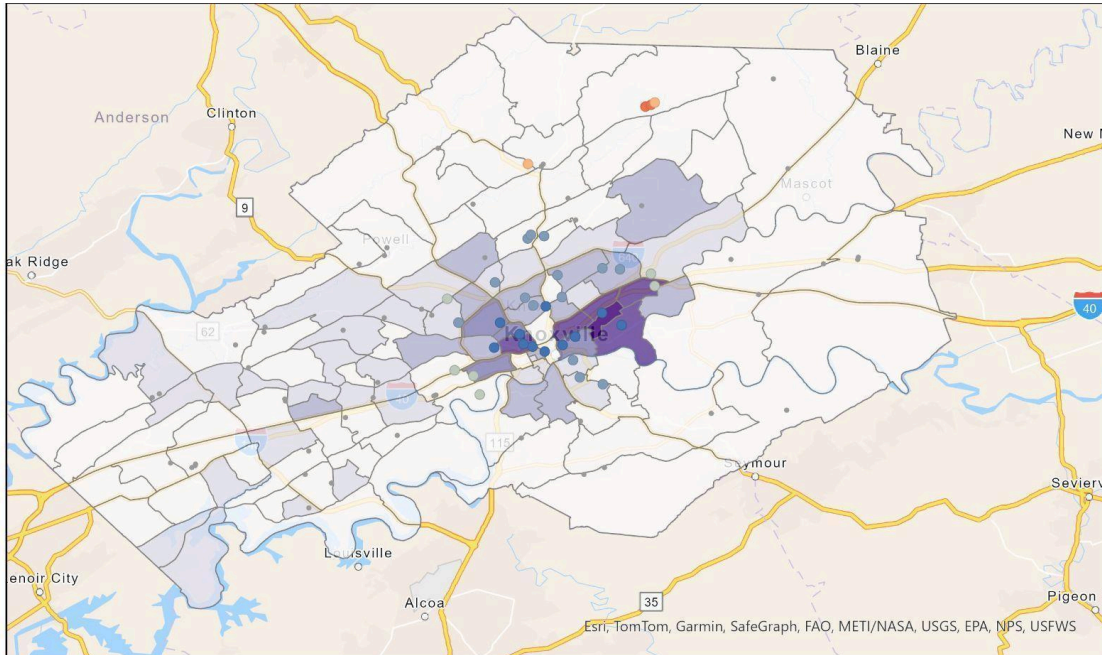 Blaine
Anderson
Clinton
New M
Mascot
9
Powell
ak Ridge
40
62
Knoxville
115
Seymour
Sevierv
Louisville
enoir City
Alcoa
35
Pigeon
Esri, TomTom, Garmin, SafeGraph, FAO, METI/NASA, USGS, EPA, NPS, USFWS